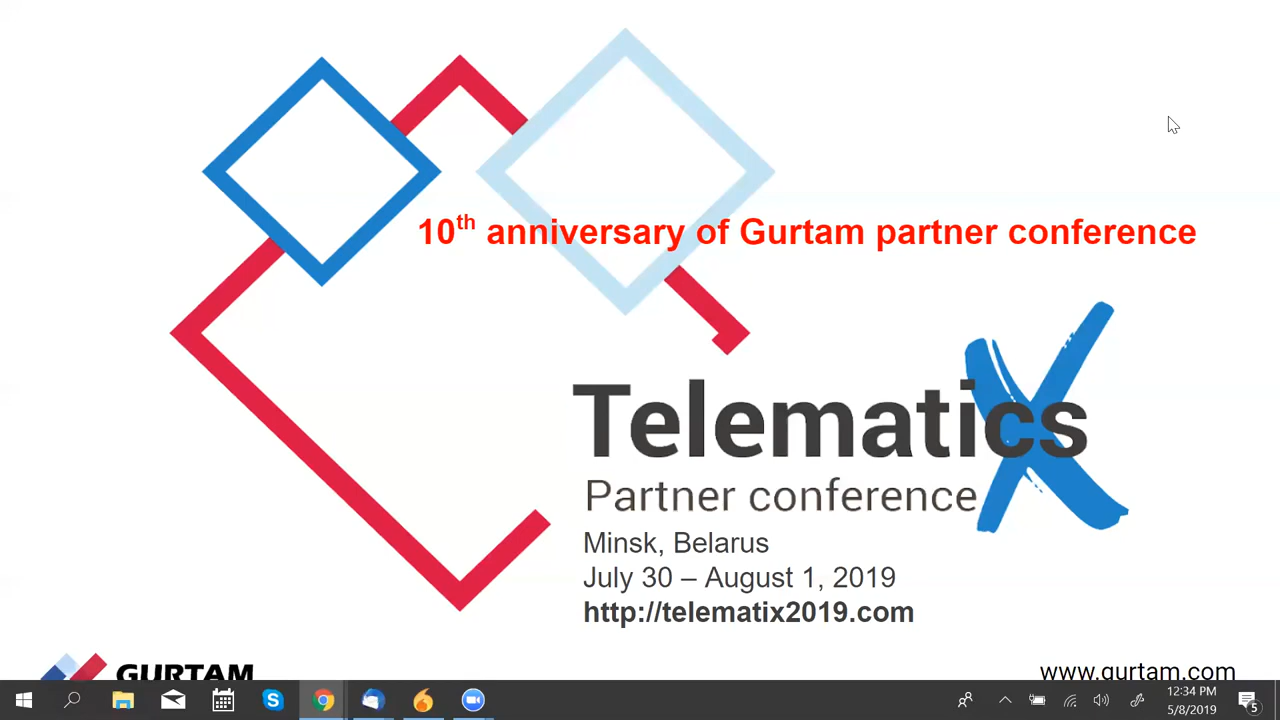 10th anniversary of Gurtam partner conference
Telematics X
Partner conference
Minsk, Belarus
July 30 – August 1, 2019
http://telematix2019.com
GURTAM
www.gurtam.com
12:34 PM
5/8/2019
5